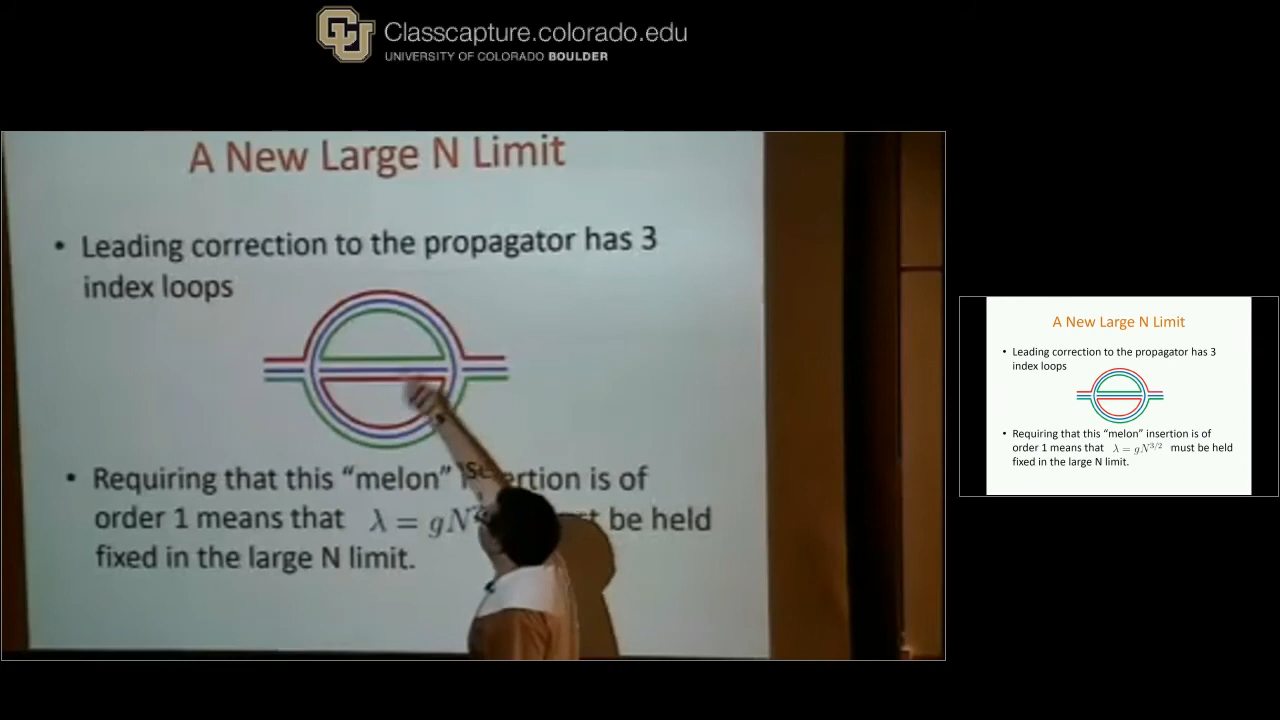 Classcapture.colorado.edu
UNIVERSITY OF COLORADO BOULDER
A New Large N Limit
• Leading correction to the propagator has 3
index loops
• Requiring that this “melon” insertion is of
order 1 means that λ = gN be held
fixed in the large N limit.
A New Large N Limit
• Leading correction to the propagator has 3
index loops
• Requiring that this “melon” insertion is of
order 1 means that λ = gN^{3/2} must be held
fixed in the large N limit.